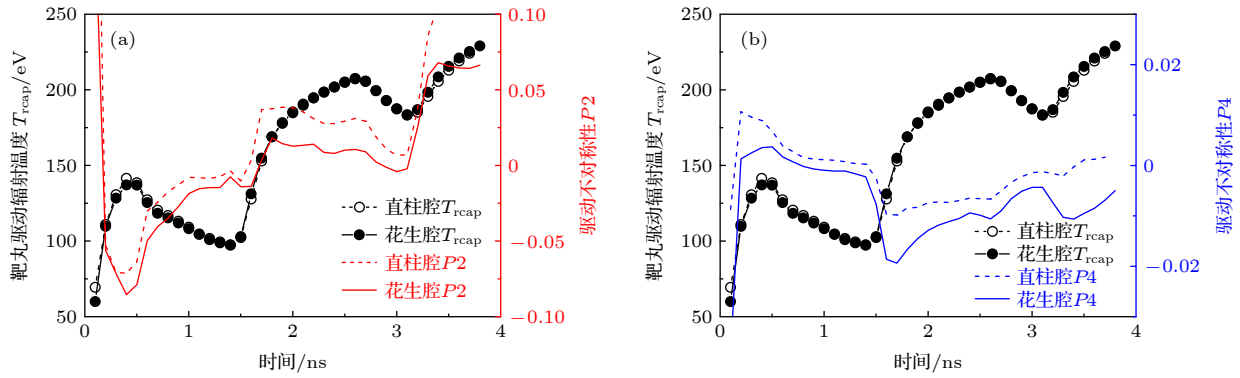 (a)
250
200
150
100
50
靶丸驱动辐射温度 Trcap/eV
0.10
0.05
0
−0.05
−0.10
驱动不对称性P2
直柱腔Trcap
花生腔Trcap
直柱腔P2
花生腔P2
0 1 2 3 4
时间/ns
(b)
250
200
150
100
50
靶丸驱动辐射温度 Trcap/eV
0.02
0
−0.02
驱动不对称性P4
直柱腔Trcap
花生腔Trcap
直柱腔P4
花生腔P4
0 1 2 3 4
时间/ns